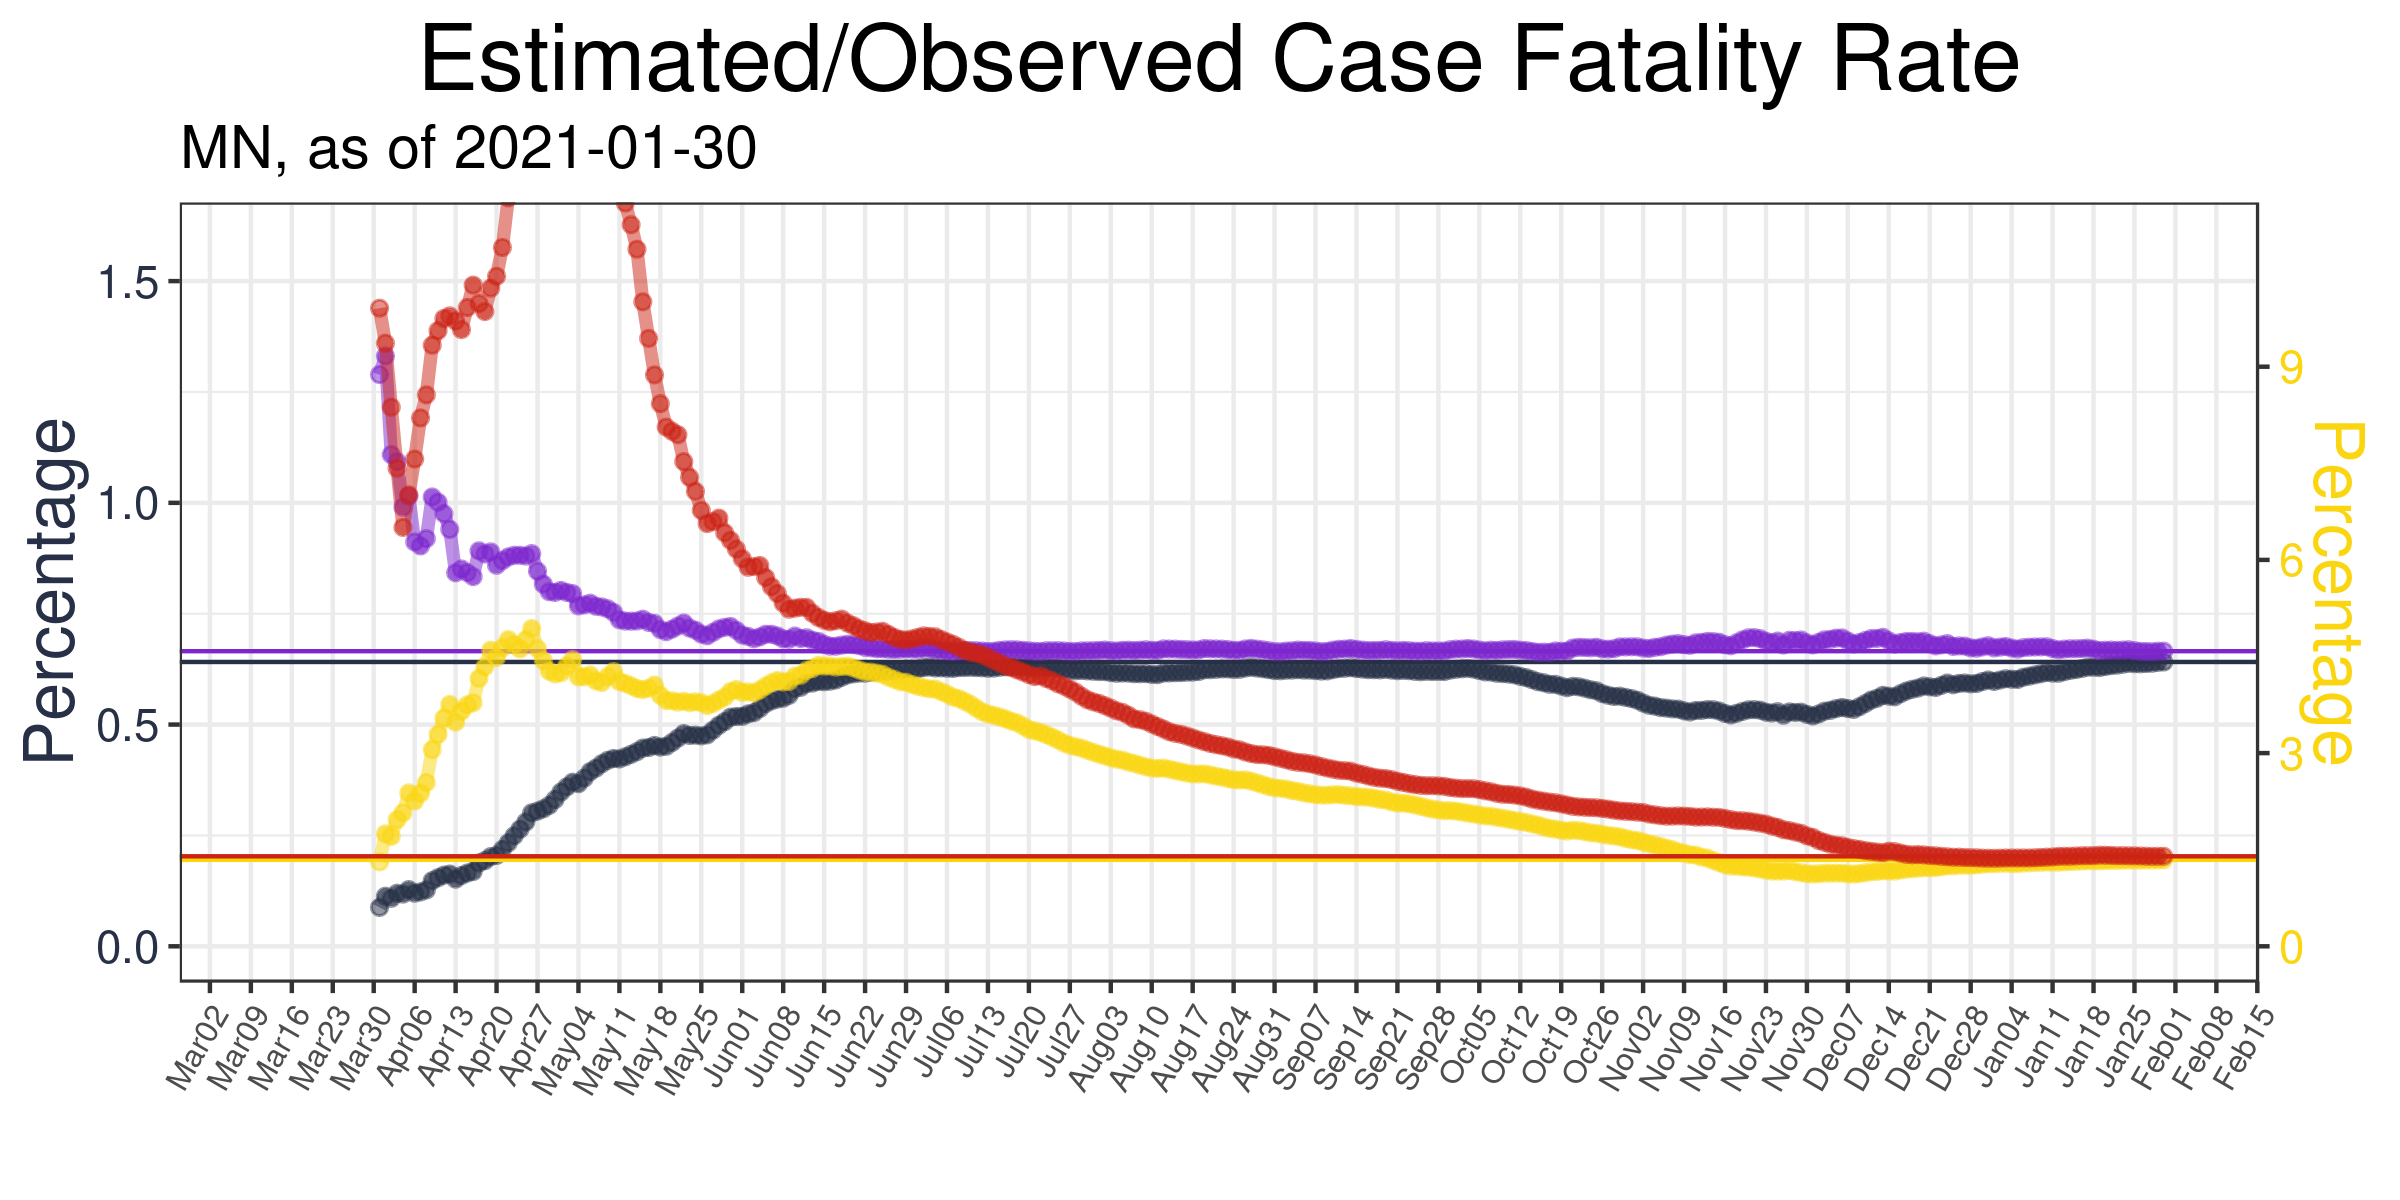 Estimated/Observed Case Fatality Rate
MN, as of 2021-01-30
Percentage
1.5
1.0
0.5
0.0
9
6
3
0
Percentage
Mar02
Mar09
Mar16
Mar23
Mar30
Apr06
Apr13
Apr20
Apr27
May04
May11
May18
May25
Jun01
Jun08
Jun15
Jun22
Jun29
Jul06
Jul13
Jul20
Jul27
Aug03
Aug10
Aug17
Aug24
Aug31
Sep07
Sep14
Sep21
Sep28
Oct05
Oct12
Oct19
Oct26
Nov02
Nov09
Nov16
Nov23
Nov30
Dec07
Dec14
Dec21
Dec28
Jan04
Jan11
Jan18
Jan25
Feb01
Feb08
Feb15